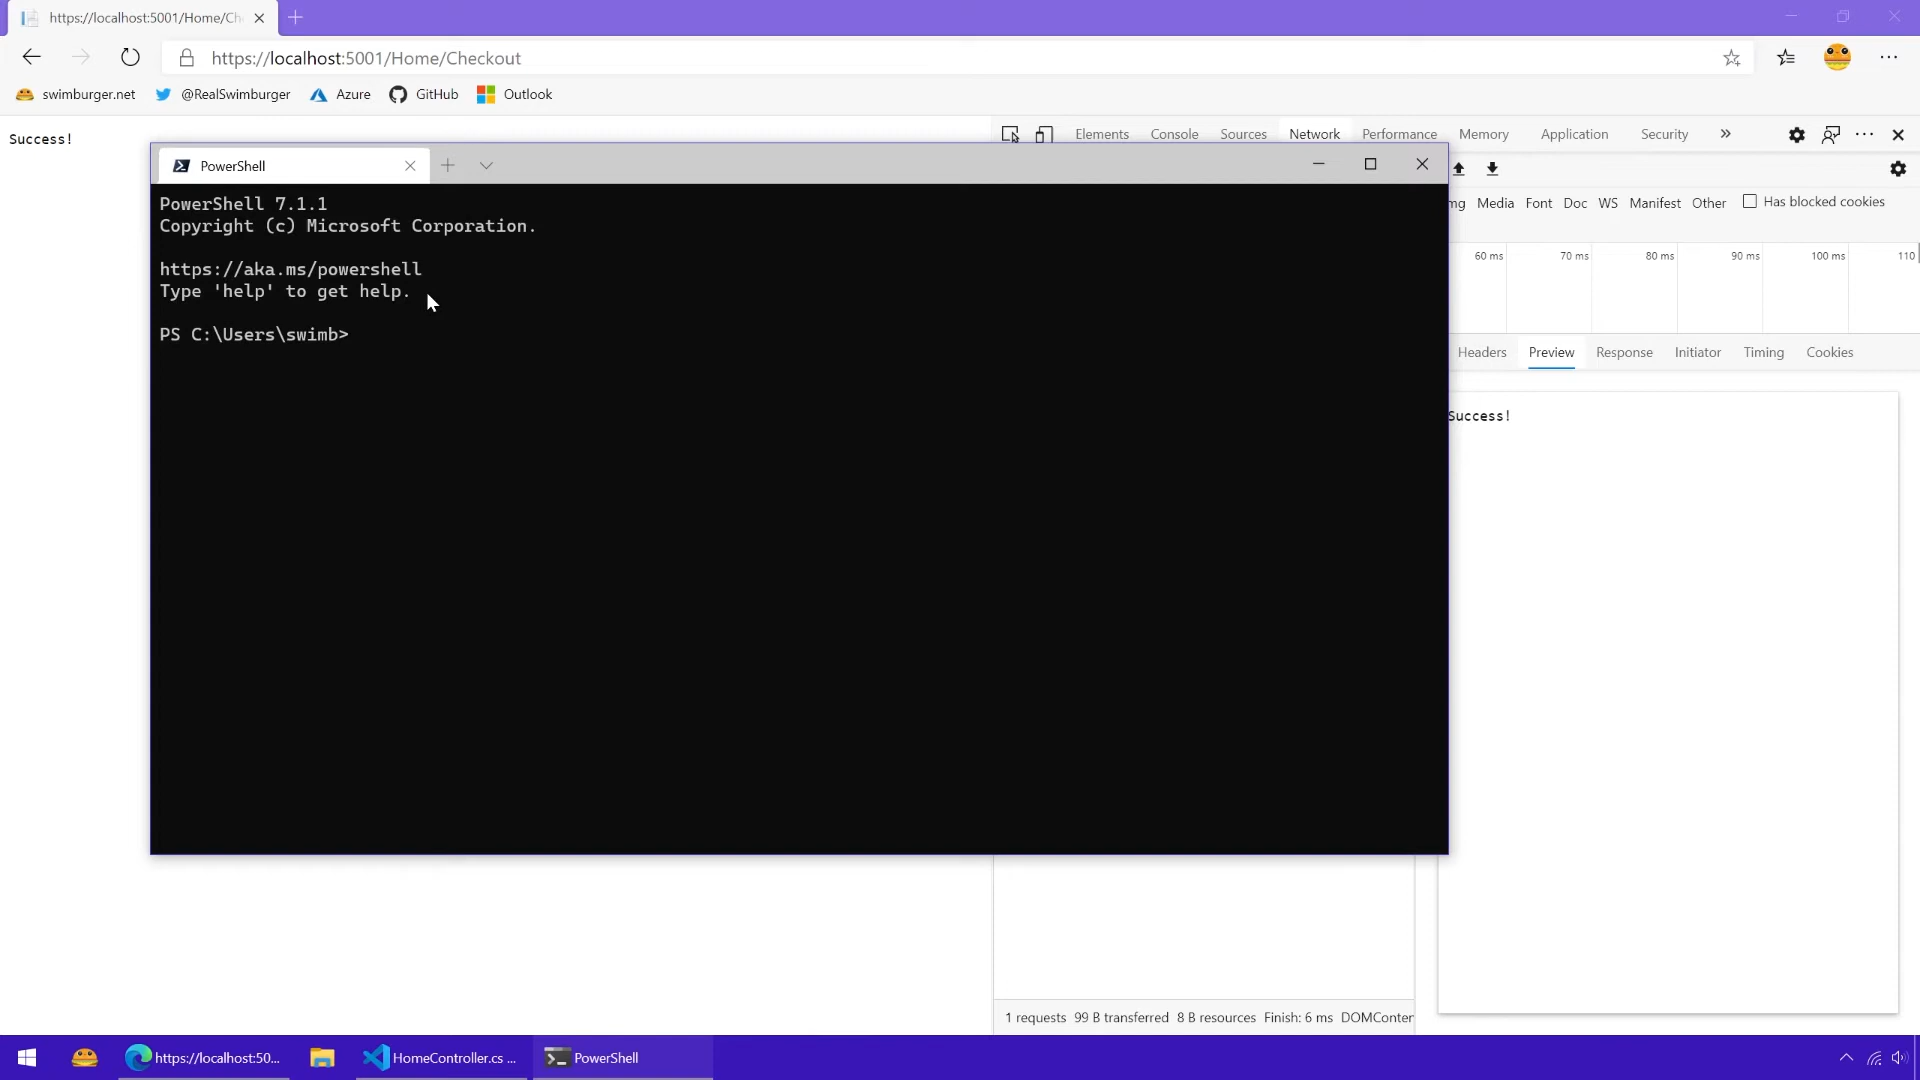 https://localhost:5001/Home/Ch
https://localhost:5001/Home/Checkout
swimburger.net
@RealSwimburger
Azure
GitHub
Outlook
Success!
Elements
Console
Sources
Network
Performance
Memory
Application
Security
PowerShell
ng
Media
Font
Doc
WS
Manifest
Other
Has blocked cookies
PowerShell 7.1.1
Copyright (c) Microsoft Corporation.
https://aka.ms/powershell
Type 'help' to get help.
PS C:\Users\swimb>
60 ms
70 ms
80 ms
90 ms
100 ms
110
Headers
Preview
Response
Initiator
Timing
Cookies
Success!
1 requests
99 B transferred
8 B resources
Finish: 6 ms
DOMConten
https://localhost:50...
HomeController.cs ...
PowerShell